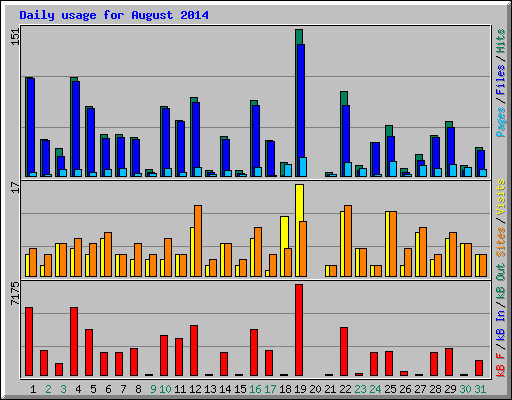 Daily usage for August 2014
151
Pages / Files / Hits
17
Sites / Visits
7175
kB F / kB In / kB Out
1 2 3 4 5 6 7 8 9 10 11 12 13 14 15 16 17 18 19 20 21 22 23 24 25 26 27 28 29 30 31